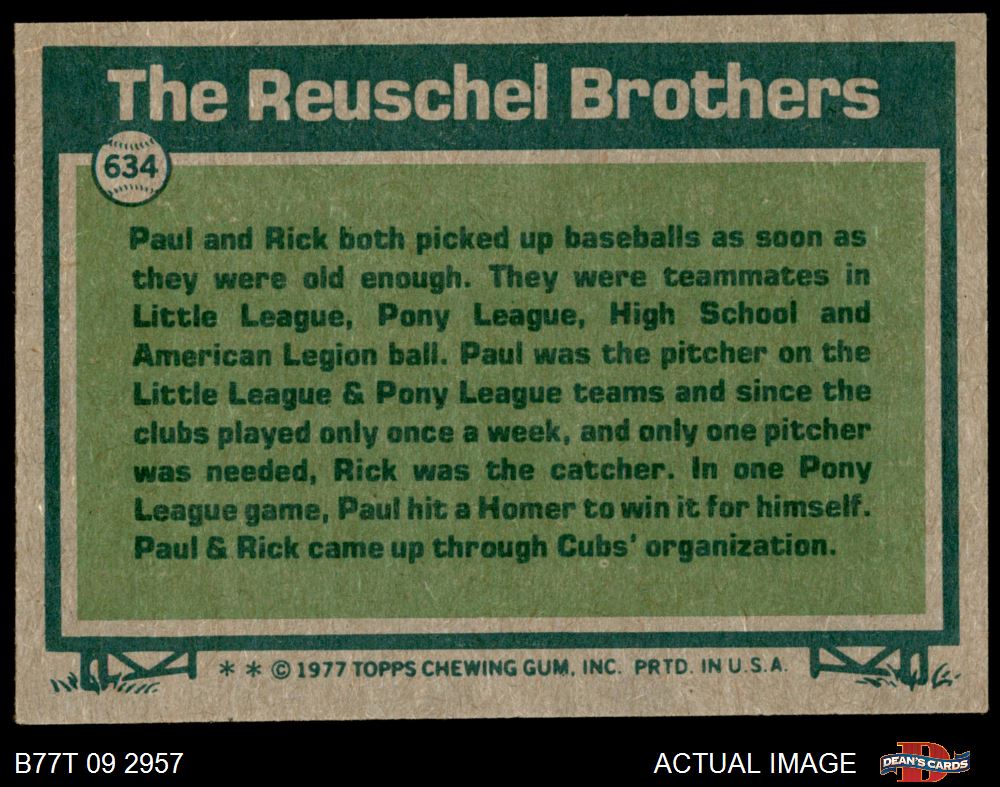 The Reuschel Brothers
634
Paul and Rick both picked up baseballs as soon as
they were old enough. They were teammates in
Little League, Pony League, High School and
American Legion ball. Paul was the pitcher on the
Little League & Pony League teams and since the
clubs played only once a week, and only one pitcher
was needed, Rick was the catcher. In one Pony
League game, Paul hit a Homer to win it for himself.
Paul & Rick came up through Cubs' organization.
* * © 1977 TOPPS CHEWING GUM, INC. PRTD. IN U.S.A.
B77T 09 2957
ACTUAL IMAGE
DEAN'S CARDS